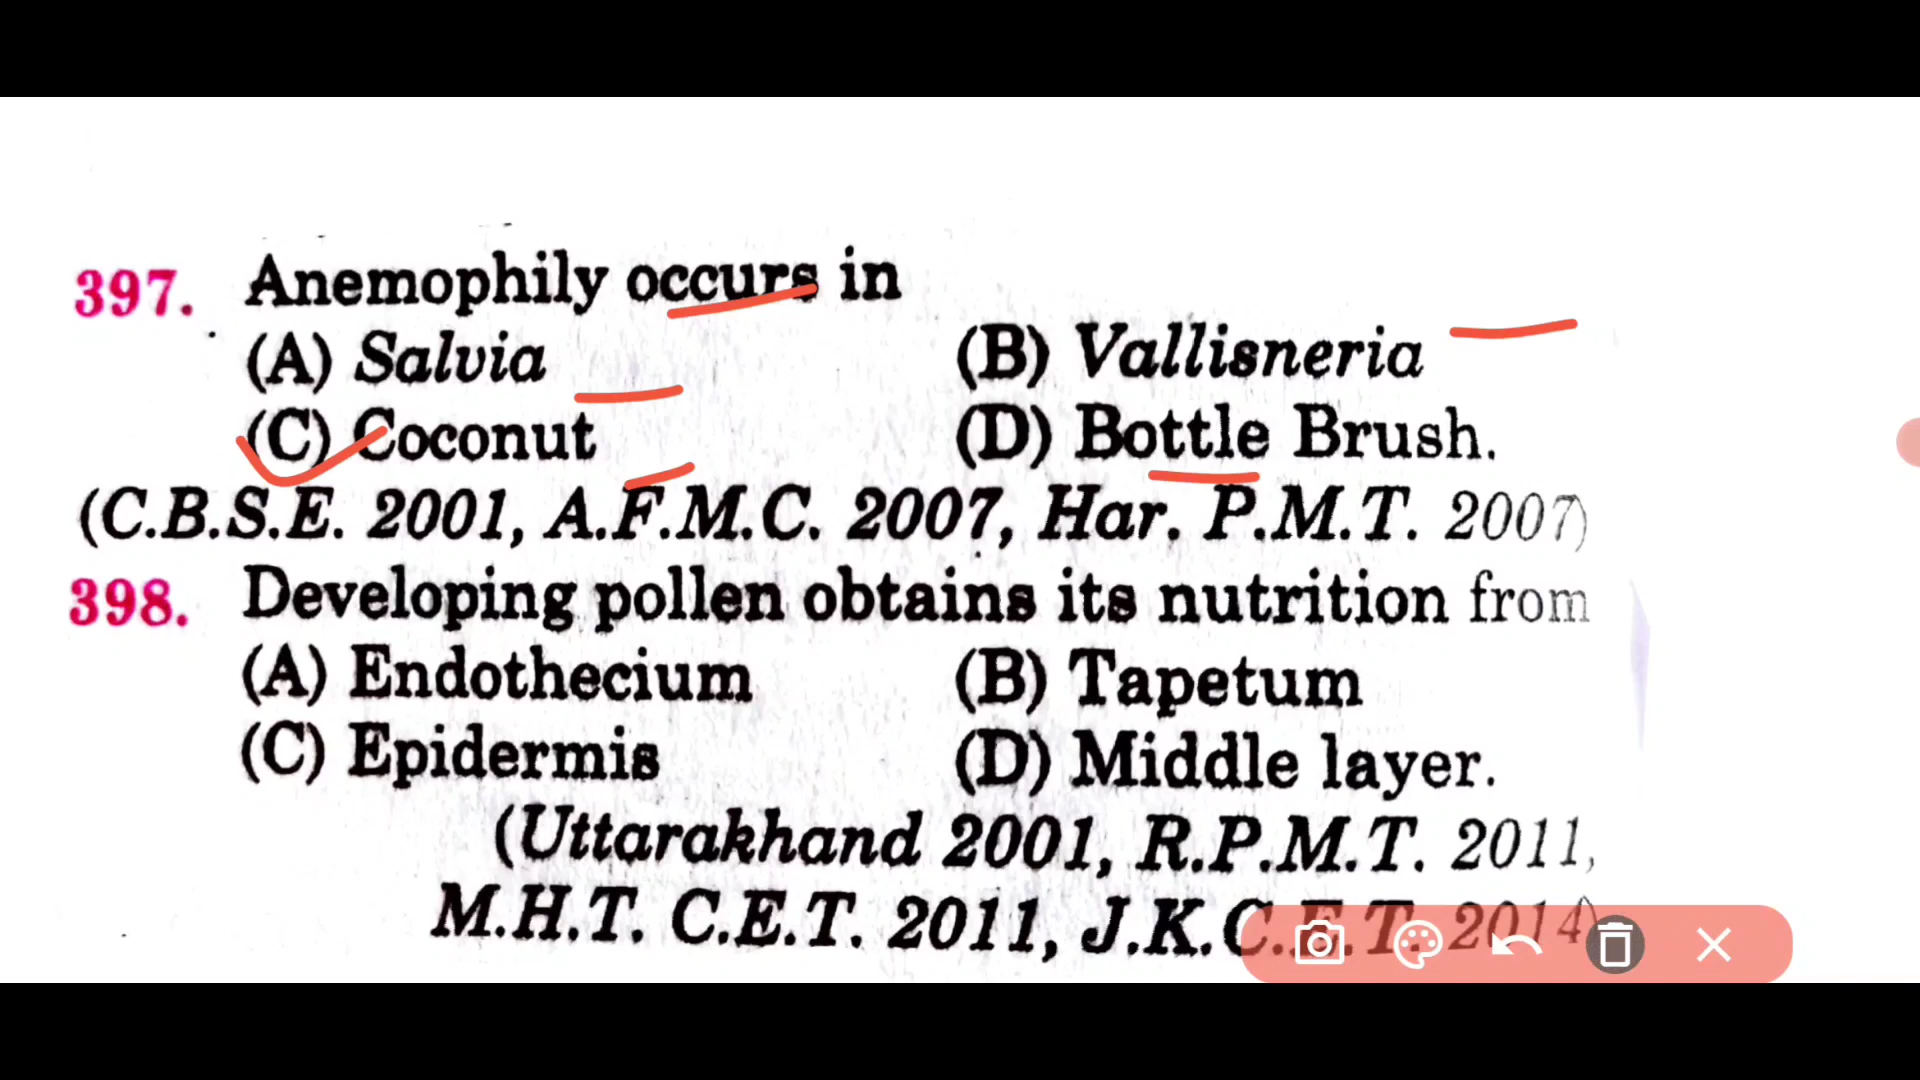 397. Anemophily occurs in
(A) Salvia (B) Vallisneria
(C) Coconut (D) Bottle Brush.
(C.B.S.E. 2001, A.F.M.C. 2007, Har. P.M.T. 2007)
398. Developing pollen obtains its nutrition from
(A) Endothecium (B) Tapetum
(C) Epidermis (D) Middle layer.
(Uttarakhand 2001, R.P.M.T. 2011,
M.H.T. C.E.T. 2011, J.K.C.E.T. 2014)